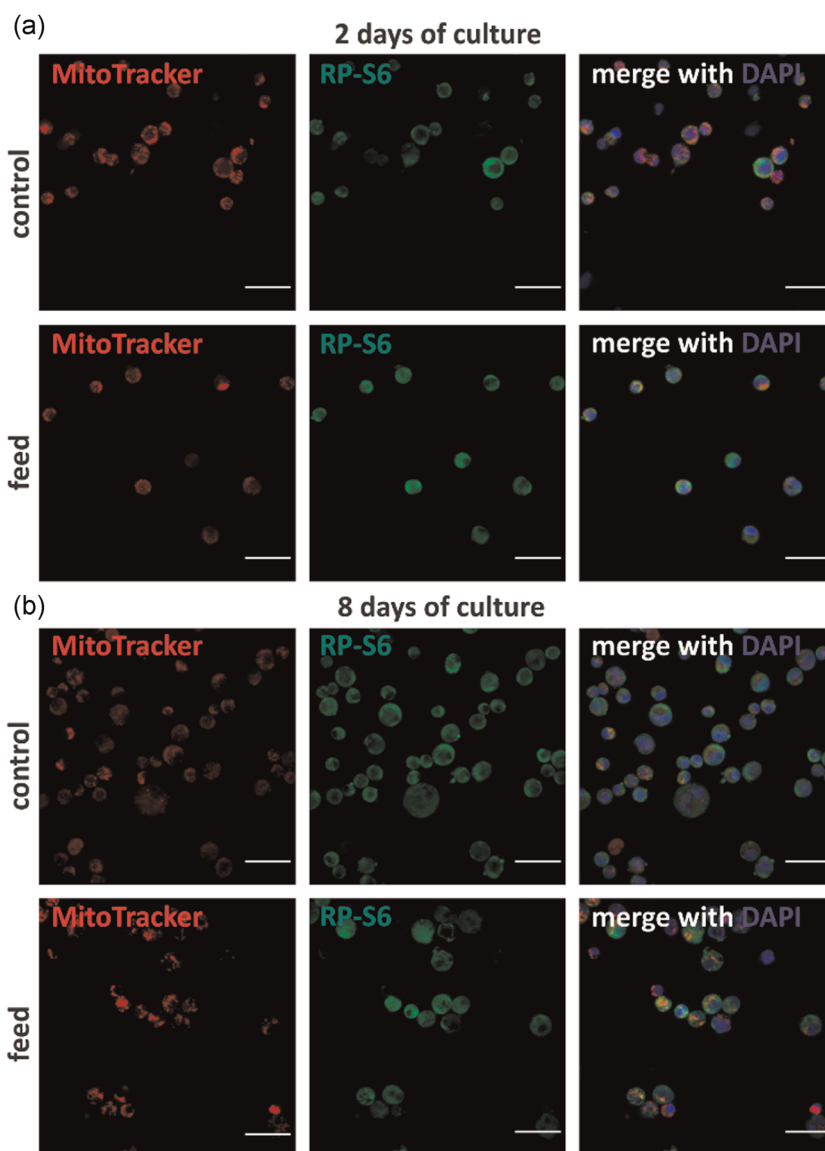 (a)
2 days of culture
control
MitoTracker
RP-S6
merge with DAPI
feed
MitoTracker
RP-S6
merge with DAPI
(b)
8 days of culture
control
MitoTracker
RP-S6
merge with DAPI
feed
MitoTracker
RP-S6
merge with DAPI